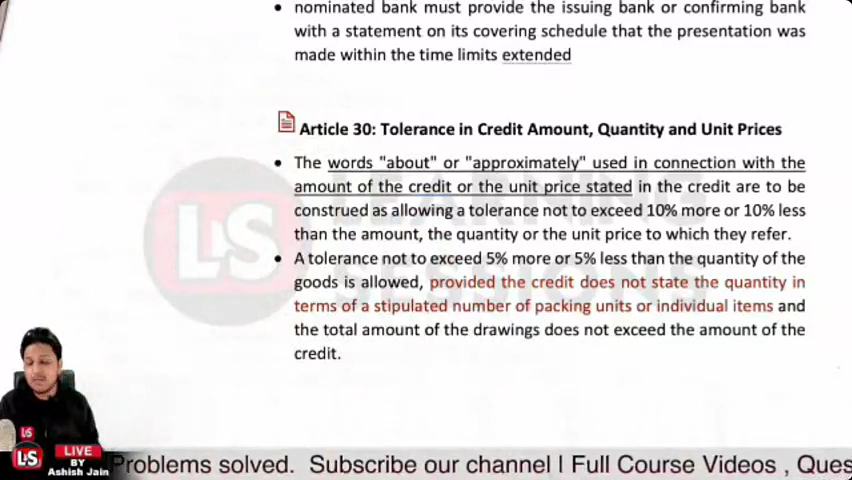 nominated bank must provide the issuing bank or confirming bank
with a statement on its covering schedule that the presentation was
made within the time limits extended
Article 30: Tolerance in Credit Amount, Quantity and Unit Prices
The words "about" or "approximately" used in connection with the
amount of the credit or the unit price stated in the credit are to be
construed as allowing a tolerance not to exceed 10% more or 10% less
than the amount, the quantity or the unit price to which they refer.
A tolerance not to exceed 5% more or 5% less than the quantity of the
goods is allowed, provided the credit does not state the quantity in
terms of a stipulated number of packing units or individual items and
the total amount of the drawings does not exceed the amount of the
credit.
LS
LEARNING
SESSIONS
LS
LS
LIVE
BY
Ashish Jain
Problems solved. Subscribe our channel I Full Course Videos , Ques